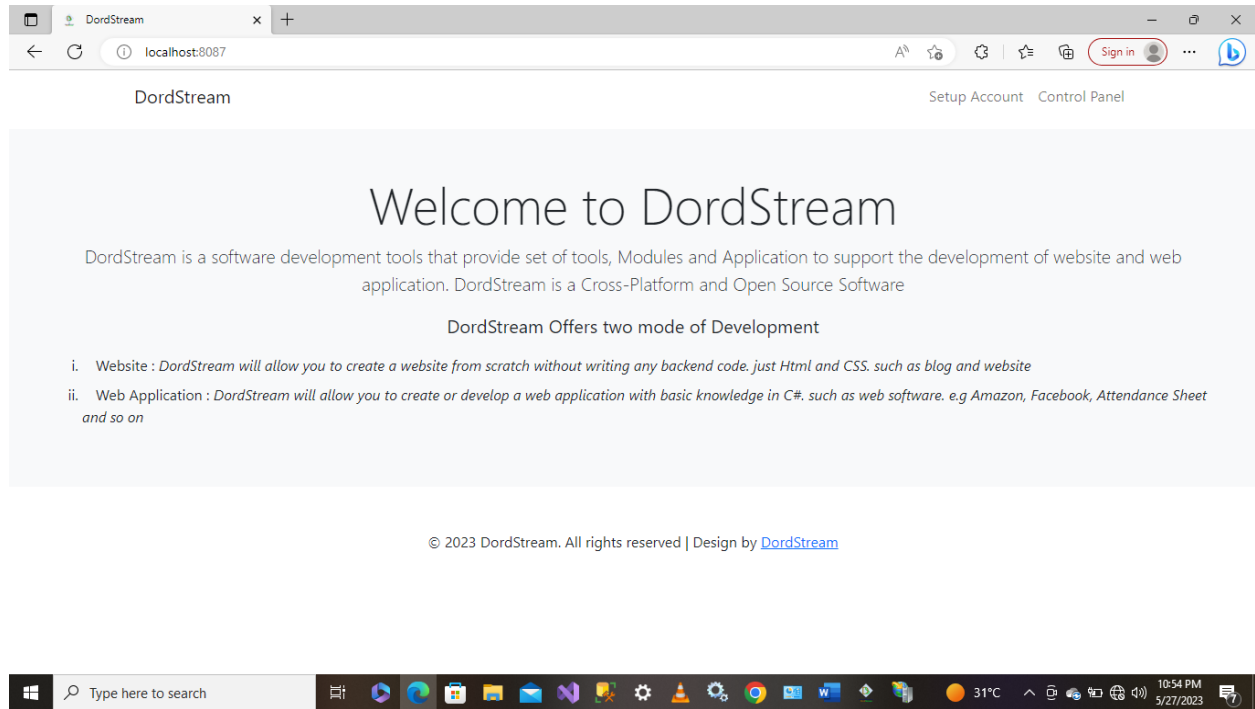 DordStream
localhost:8087
Sign in
DordStream
Setup Account Control Panel
Welcome to DordStream
DordStream is a software development tools that provide set of tools, Modules and Application to support the development of website and web
application. DordStream is a Cross-Platform and Open Source Software
DordStream Offers two mode of Development
i. Website : DordStream will allow you to create a website from scratch without writing any backend code. just Html and CSS. such as blog and website
ii. Web Application : DordStream will allow you to create or develop a web application with basic knowledge in C#. such as web software. e.g Amazon, Facebook, Attendance Sheet
and so on
© 2023 DordStream. All rights reserved | Design by DordStream
Type here to search
31°C
10:54 PM
5/27/2023
7